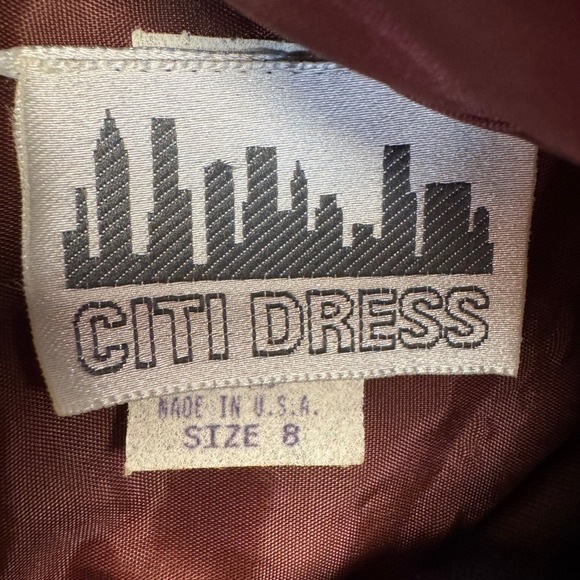 CITI DRESS
MADE IN U.S.A.
SIZE 8